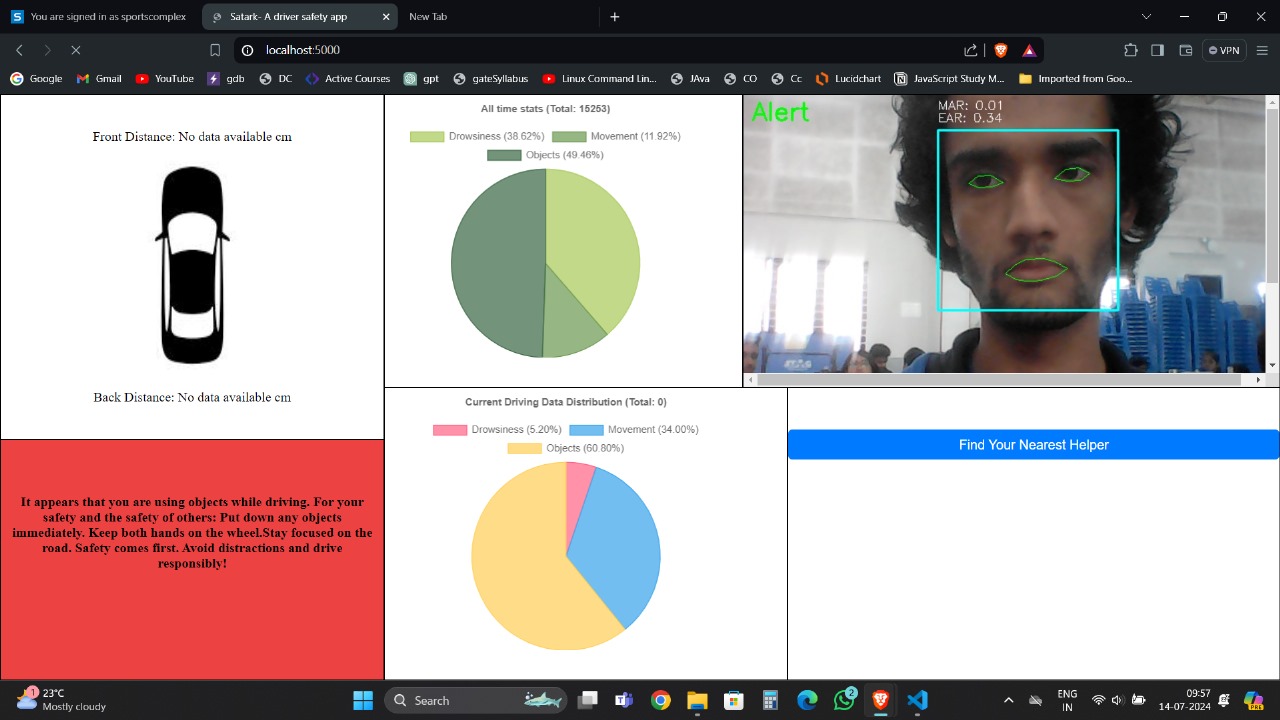 You are signed in as sportscomplex
Satark- A driver safety app
New Tab
localhost:5000
VPN
Google
Gmail
YouTube
gdb
DC
Active Courses
gpt
gateSyllabus
Linux Command Lin...
JAVA
CO
Cc
Lucidchart
JavaScript Study M...
Imported from Goo...
Front Distance: No data available cm
Back Distance: No data available cm
It appears that you are using objects while driving. For your
safety and the safety of others: Put down any objects
immediately. Keep both hands on the wheel.Stay focused on the
road. Safety comes first. Avoid distractions and drive
responsibly!
All time stats (Total: 15253)
Drowsiness (38.62%)
Movement (11.92%)
Objects (49.46%)
Alert
MAR: 0.01
EAR: 0.34
Current Driving Data Distribution (Total: 0)
Drowsiness (5.20%)
Movement (34.00%)
Objects (60.80%)
Find Your Nearest Helper
1
23°C
Mostly cloudy
Search
2
ENG
IN
09:57
14-07-2024
PRE